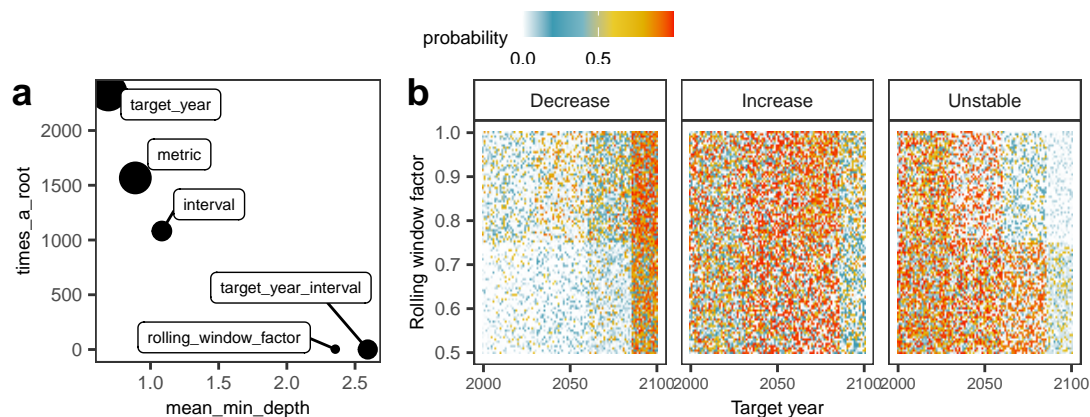 probability
0.0 0.5
a
target_year
metric
interval
target_year_interval
rolling_window_factor
2000
1500
1000
500
0
times_a_root
1.0 1.5 2.0 2.5
mean_min_depth
b
Decrease Increase Unstable
1.0
0.9
0.8
0.7
0.6
0.5
Rolling window factor
2000 2050 2100 2000 2050 2100 2000 2050 2100
Target year